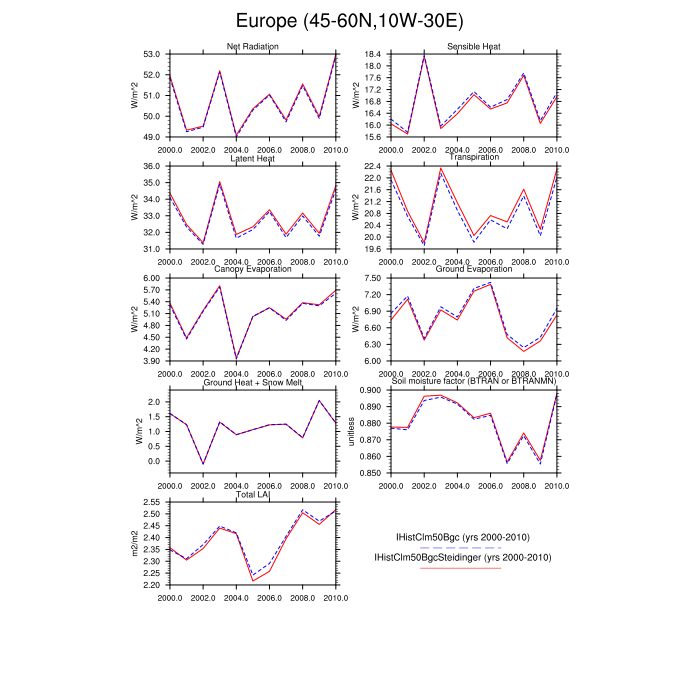 Europe (45-60N,10W-30E)
Net Radiation
Sensible Heat
53.0
52.0
51.0
50.0
49.0
W/m^2
2000.0 2002.0 2004.0 2006.0 2008.0 2010.0
18.4
18.0
17.6
17.2
16.8
16.4
16.0
15.6
W/m^2
2000.0 2002.0 2004.0 2006.0 2008.0 2010.0
Latent Heat
Transpiration
36.0
35.0
34.0
33.0
32.0
31.0
W/m^2
2000.0 2002.0 2004.0 2006.0 2008.0 2010.0
22.4
22.0
21.6
21.2
20.8
20.4
20.0
19.6
W/m^2
2000.0 2002.0 2004.0 2006.0 2008.0 2010.0
Canopy Evaporation
Ground Evaporation
6.00
5.70
5.40
5.10
4.80
4.50
4.20
3.90
W/m^2
2000.0 2002.0 2004.0 2006.0 2008.0 2010.0
7.50
7.20
6.90
6.60
6.30
6.00
W/m^2
2000.0 2002.0 2004.0 2006.0 2008.0 2010.0
Ground Heat + Snow Melt
Soil moisture factor (BTRAN or BTRANMN)
2.0
1.5
1.0
0.5
0.0
W/m^2
2000.0 2002.0 2004.0 2006.0 2008.0 2010.0
0.900
0.890
0.880
0.870
0.860
0.850
unitless
2000.0 2002.0 2004.0 2006.0 2008.0 2010.0
Total LAI
2.55
2.50
2.45
2.40
2.35
2.30
2.25
2.20
m2/m2
2000.0 2002.0 2004.0 2006.0 2008.0 2010.0
IHistClm50Bgc (yrs 2000-2010)
IHistClm50BgcSteidinger (yrs 2000-2010)